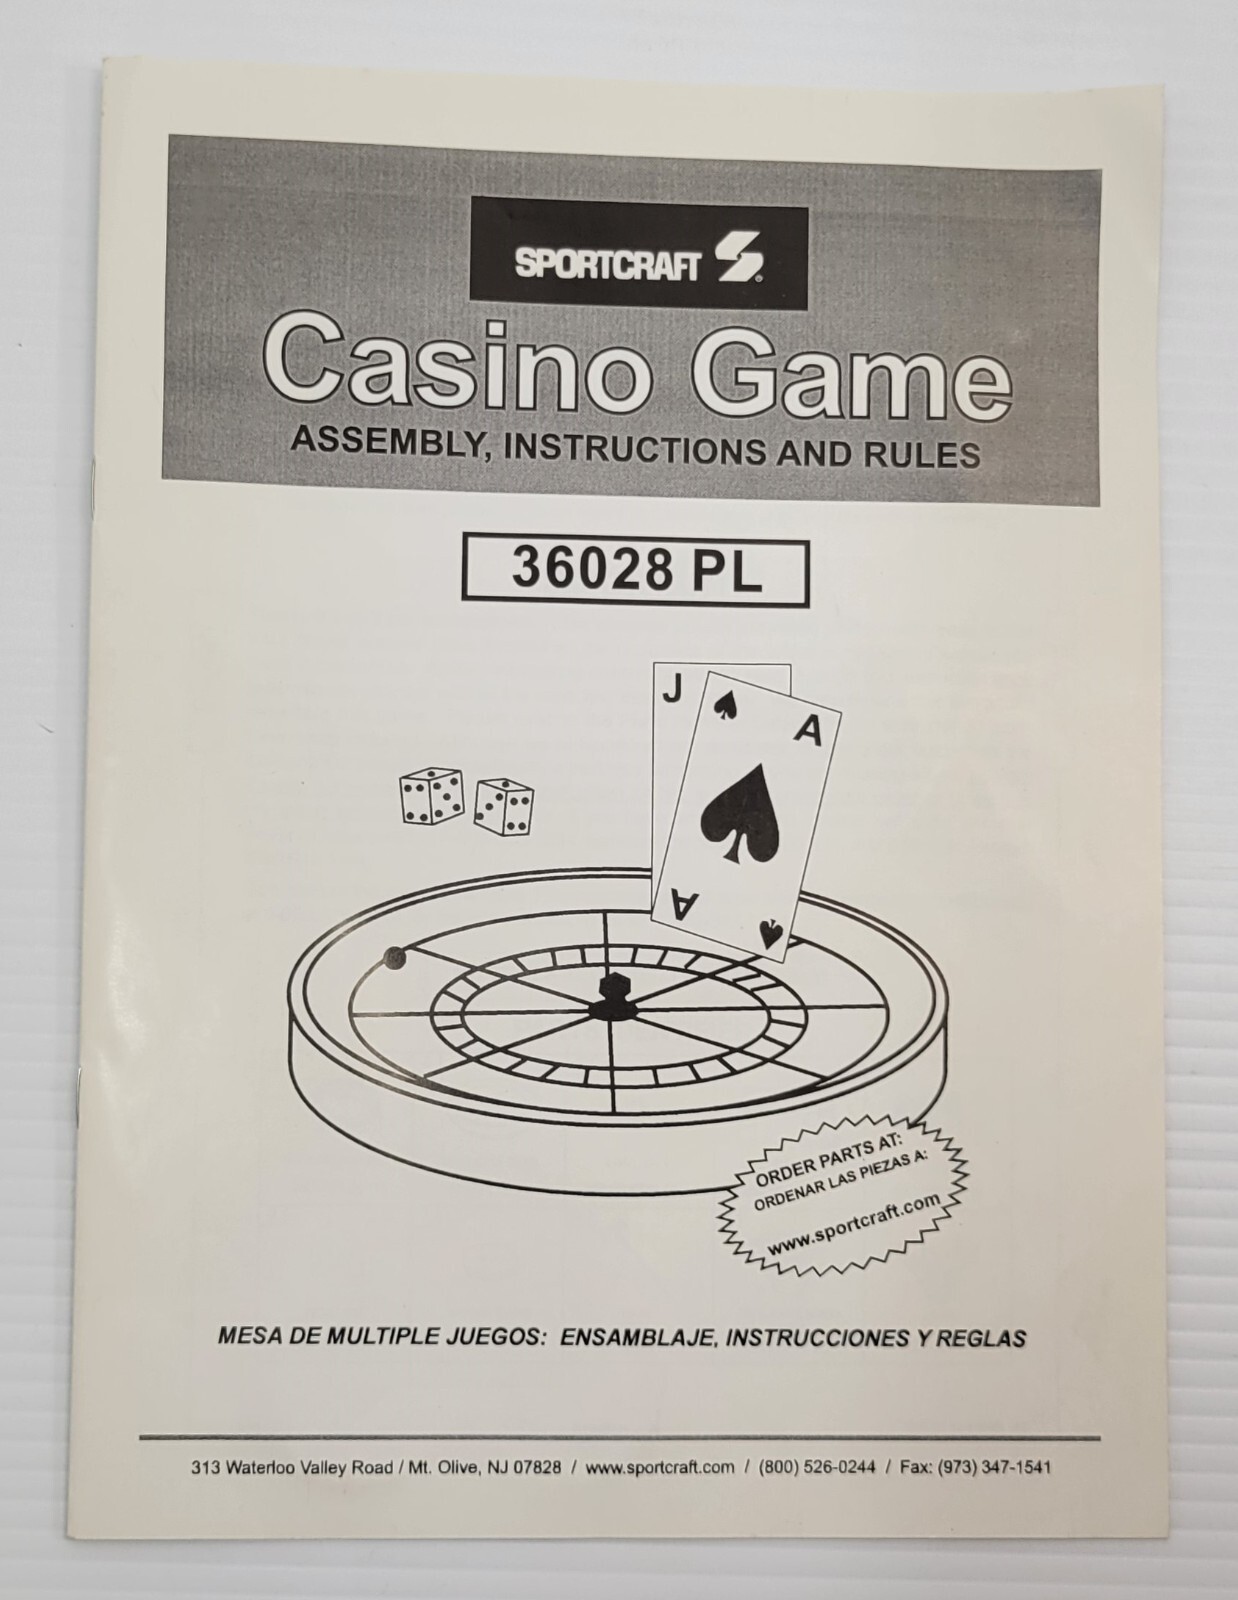 SPORTCRAFT S®
Casino Game
ASSEMBLY, INSTRUCTIONS AND RULES
36028 PL
J
A
A
ORDER PARTS AT:
ORDENAR LAS PIEZAS A:
www.sportcraft.com
MESA DE MULTIPLE JUEGOS: ENSAMBLAJE, INSTRUCCIONES Y REGLAS
313 Waterloo Valley Road / Mt. Olive, NJ 07828 / www.sportcraft.com / (800) 526-0244 / Fax: (973) 347-1541